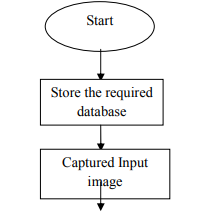 Start
Store the required
database
Captured Input
image